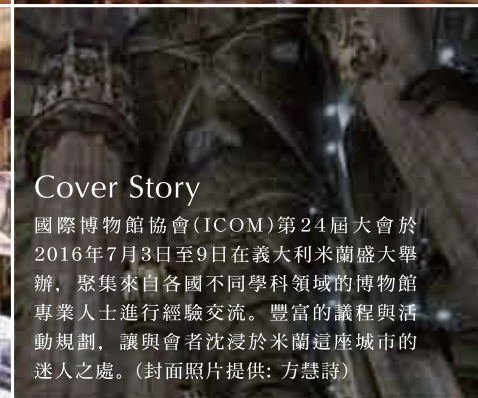 Cover Story
國際博物館協會(ICOM)第24屆大會於
2016年7月3日至9日在義大利米蘭盛大舉
辦，聚集來自各國不同學科領域的博物館
專業人士進行經驗交流。豐富的議程與活
動規劃，讓與會者沈浸於米蘭這座城市的
迷人之處。(封面照片提供: 方慧詩)